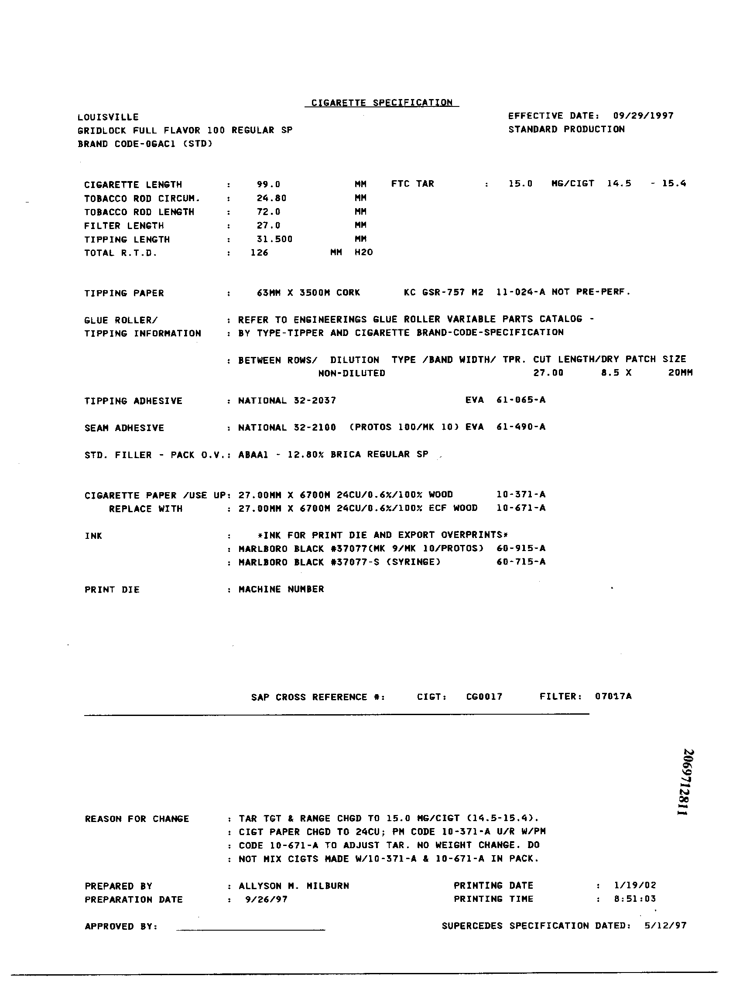 CIGARETTE SPECIFICATION
LOUISVILLE EFFECTIVE DATE: 09/29/1997
GRIDLOCK FULL FLAVOR 100 REGULAR SP STANDARD PRODUCTION
BRAND CODE-06AC1 (STD)
CIGARETTE LENGTH : 99.0 MM FTC TAR : 15.0 MG/CIGT 14.5 - 15.4
TOBACCO ROD CIRCUM. : 24.80 MM
TOBACCO ROD LENGTH : 72.0 MM
FILTER LENGTH : 27.0 MM
TIPPING LENGTH : 31.500 MM
TOTAL R.T.D. : 126 MM H2O
TIPPING PAPER : 63MM X 3500M CORK KC GSR-757 M2 11-024-A NOT PRE-PERF.
GLUE ROLLER/ : REFER TO ENGINEERINGS GLUE ROLLER VARIABLE PARTS CATALOG -
TIPPING INFORMATION : BY TYPE-TIPPER AND CIGARETTE BRAND-CODE-SPECIFICATION
: BETWEEN ROWS/ DILUTION TYPE /BAND WIDTH/ TPR. CUT LENGTH/DRY PATCH SIZE
NON-DILUTED 27.00 8.5 X 20MM
TIPPING ADHESIVE : NATIONAL 32-2037 EVA 61-065-A
SEAM ADHESIVE : NATIONAL 32-2100 (PROTOS 100/MK 10) EVA 61-490-A
STD. FILLER - PACK O.V.: ABAA1 - 12.80% BRICA REGULAR SP
CIGARETTE PAPER /USE UP: 27.00MM X 6700M 24CU/0.6%/100% WOOD 10-371-A
REPLACE WITH : 27.00MM X 6700M 24CU/0.6%/100% ECF WOOD 10-671-A
INK : *INK FOR PRINT DIE AND EXPORT OVERPRINTS*
: MARLBORO BLACK #37077(MK 9/MK 10/PROTOS) 60-915-A
: MARLBORO BLACK #37077-S (SYRINGE) 60-715-A
PRINT DIE : MACHINE NUMBER
SAP CROSS REFERENCE #: CIGT: CG0017 FILTER: 07017A
2069712811
REASON FOR CHANGE : TAR TGT & RANGE CHGD TO 15.0 MG/CIGT (14.5-15.4).
: CIGT PAPER CHGD TO 24CU; PM CODE 10-371-A U/R W/PM
: CODE 10-671-A TO ADJUST TAR. NO WEIGHT CHANGE. DO
: NOT MIX CIGTS MADE W/10-371-A & 10-671-A IN PACK.
PREPARED BY : ALLYSON M. MILBURN PRINTING DATE : 1/19/02
PREPARATION DATE : 9/26/97 PRINTING TIME : 8:51:03
APPROVED BY: SUPERCEDES SPECIFICATION DATED: 5/12/97